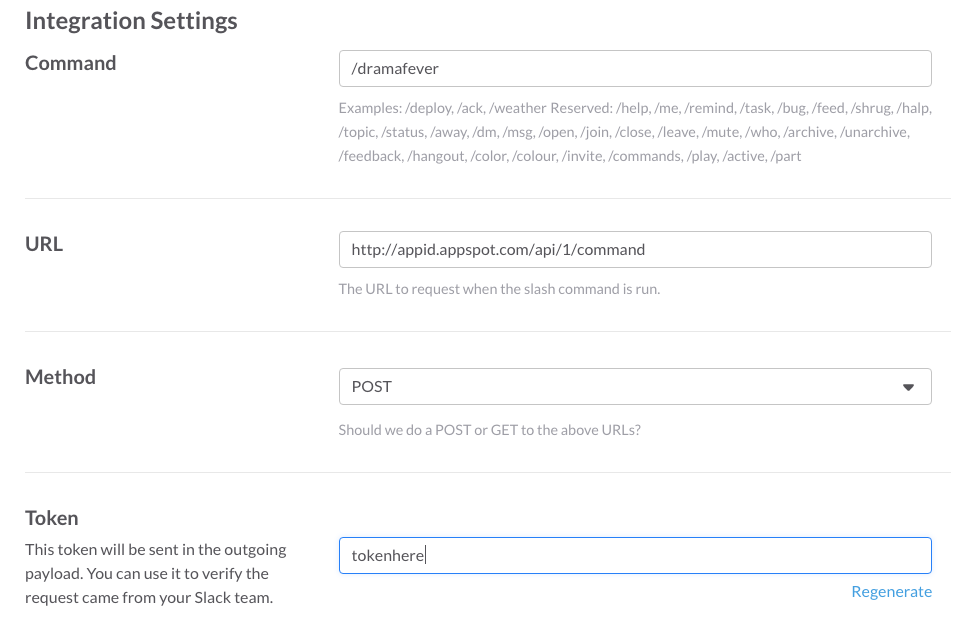 Integration Settings
Command
/dramafever
Examples: /deploy, /ack, /weather Reserved: /help, /me, /remind, /task, /bug, /feed, /shrug, /halp,
/topic, /status, /away, /dm, /msg, /open, /join, /close, /leave, /mute, /who, /archive, /unarchive,
/feedback, /hangout, /color, /colour, /invite, /commands, /play, /active, /part
URL
http://appid.appspot.com/api/1/command
The URL to request when the slash command is run.
Method
POST
Should we do a POST or GET to the above URLs?
Token
This token will be sent in the outgoing
payload. You can use it to verify the
request came from your Slack team.
tokenhere
Regenerate